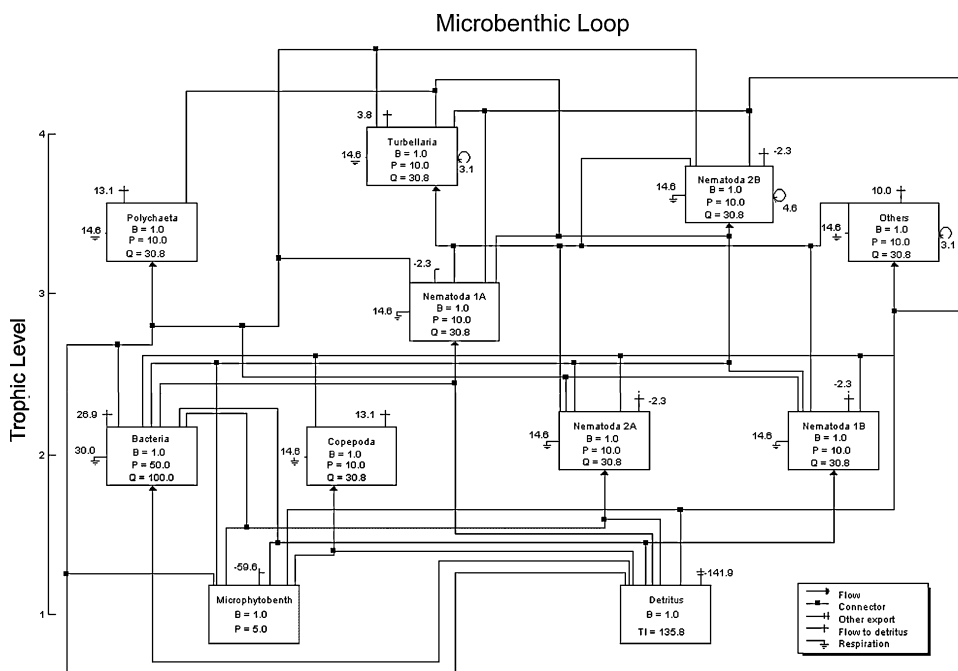 Microbenthic Loop
Trophic Level
4
3
2
1
3.8
Turbellaria
B = 1.0
P = 10.0
Q = 30.8
14.6
3.1
-2.3
Nematoda 2B
B = 1.0
P = 10.0
Q = 30.8
14.6
4.6
13.1
Polychaeta
B = 1.0
P = 10.0
Q = 30.8
14.6
10.0
Others
B = 1.0
P = 10.0
Q = 30.8
14.6
3.1
-2.3
Nematoda 1A
B = 1.0
P = 10.0
Q = 30.8
14.6
26.9
Bacteria
B = 1.0
P = 50.0
Q = 100.0
30.0
13.1
Copepoda
B = 1.0
P = 10.0
Q = 30.8
14.6
-2.3
Nematoda 2A
B = 1.0
P = 10.0
Q = 30.8
14.6
-2.3
Nematoda 1B
B = 1.0
P = 10.0
Q = 30.8
14.6
-59.6
Microphytobenth
B = 1.0
P = 5.0
-141.9
Detritus
B = 1.0
TI = 135.8
Flow
Connector
Other export
Flow to detritus
Respiration